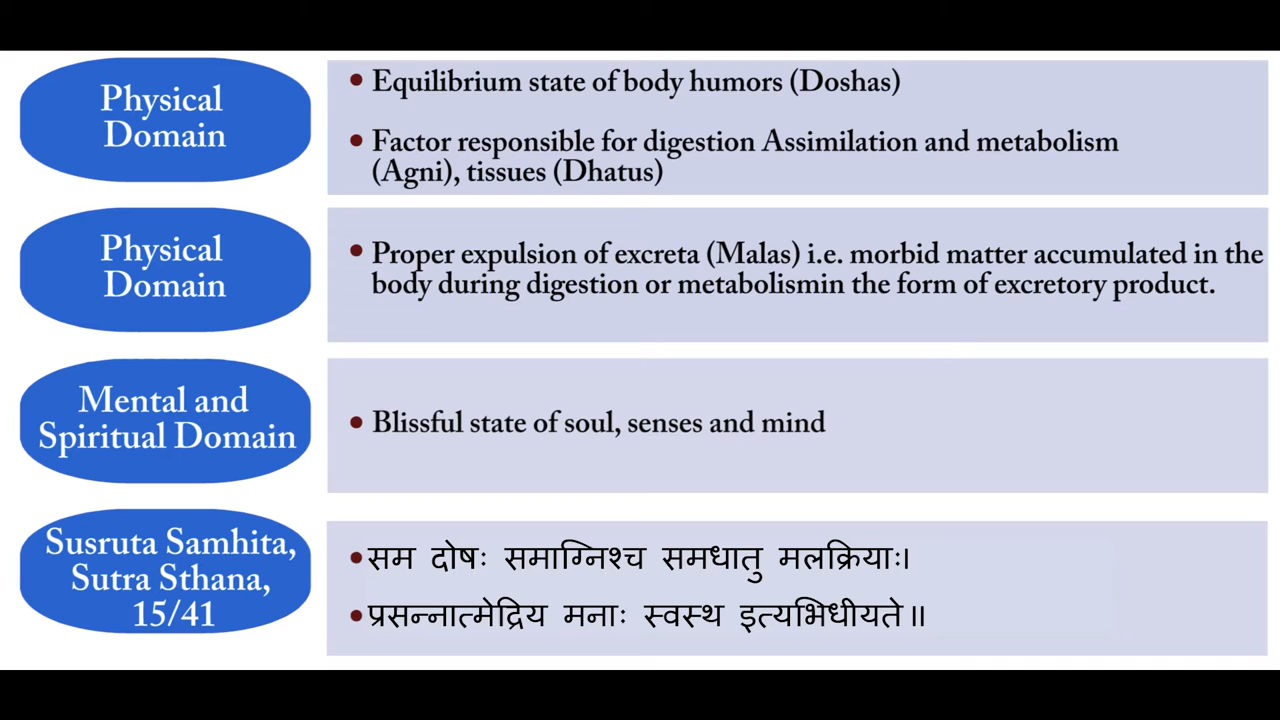 Physical
Domain
• Equilibrium state of body humors (Doshas)
• Factor responsible for digestion Assimilation and metabolism
(Agni), tissues (Dhatus)
Physical
Domain
• Proper expulsion of excreta (Malas) i.e. morbid matter accumulated in the
body during digestion or metabolismin the form of excretory product.
Mental and
Spiritual Domain
• Blissful state of soul, senses and mind
Susruta Samhita,
Sutra Sthana,
15/41
• सम दोषः समाग्निश्च समधातु मलक्रियाः।
• प्रसन्नात्मेद्रिय मनाः स्वस्थ इत्यभिधीयते॥